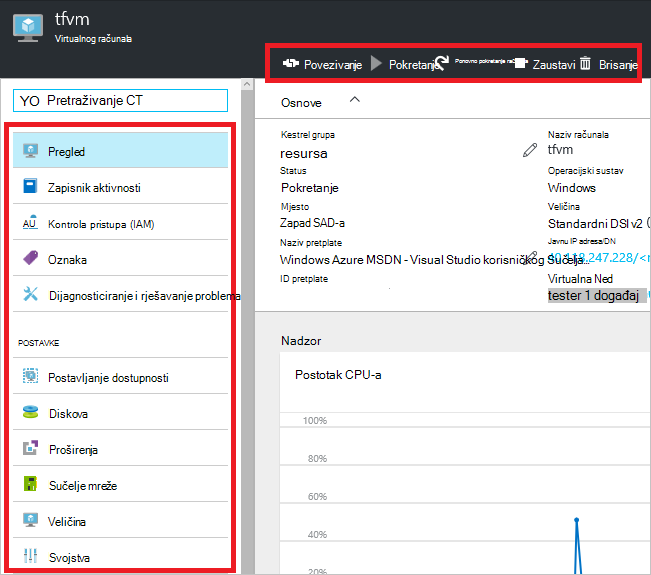 tfvm
Virtualnog računala
Povezivanje
Pokretanje
Ponovno pokretanje
Zaustavi
Brisanje
YO Pretraživanje CT
Pregled
Zapisnik aktivnosti
Kontrola pristupa (IAM)
Oznaka
Dijagnosticiranje i rješavanje problema
POSTAVKE
Postavljanje dostupnosti
Diskova
Proširenja
Sučelje mreže
Veličina
Svojstva
Osnove
Kestrel grupa
resursa
Status
Pokretanje
Mjesto
Zapad SAD-a
Naziv pretplate
Windows Azure MSDN - Visual Studio korisničkog Sučelja...
ID pretplate
Naziv računala
tfvm
Operacijski sustav
Windows
Veličina
Standardni DSI v2 (
Javnu IP adresa/DN
247.228/<n
Virtualna Ned
tester 1 događaj
Nadzor
Postotak CPU-a
100%
80%
60%
40%
20%